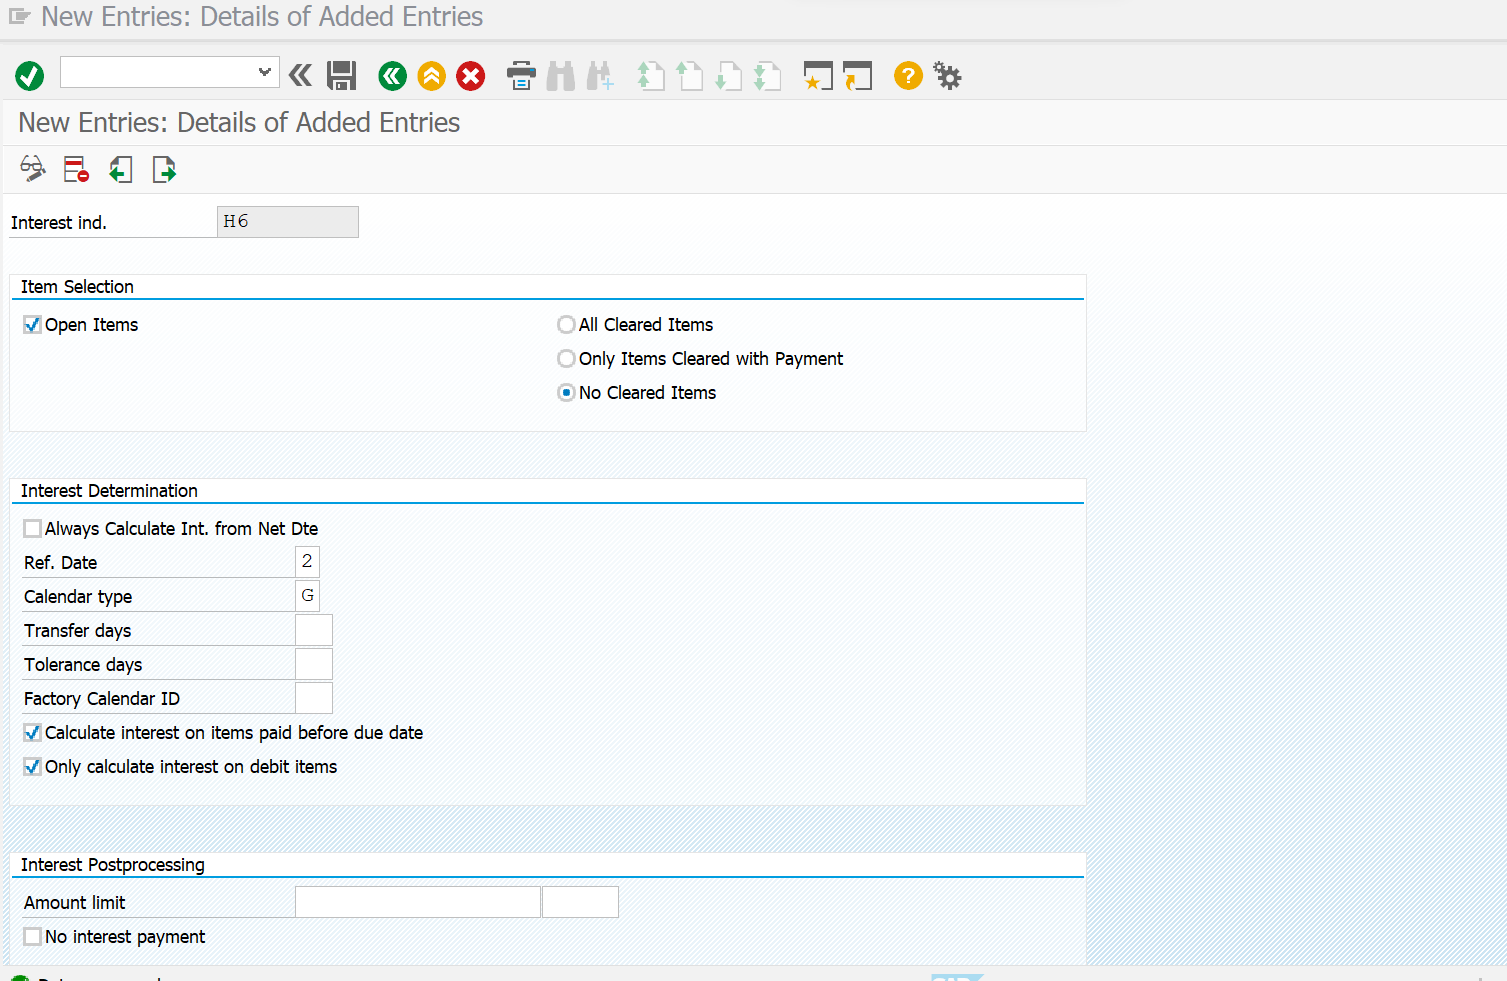 New Entries: Details of Added Entries
New Entries: Details of Added Entries
Interest ind. H6
Item Selection
Open Items
All Cleared Items
Only Items Cleared with Payment
No Cleared Items
Interest Determination
Always Calculate Int. from Net Dte
Ref. Date 2
Calendar type G
Transfer days
Tolerance days
Factory Calendar ID
Calculate interest on items paid before due date
Only calculate interest on debit items
Interest Postprocessing
Amount limit
No interest payment